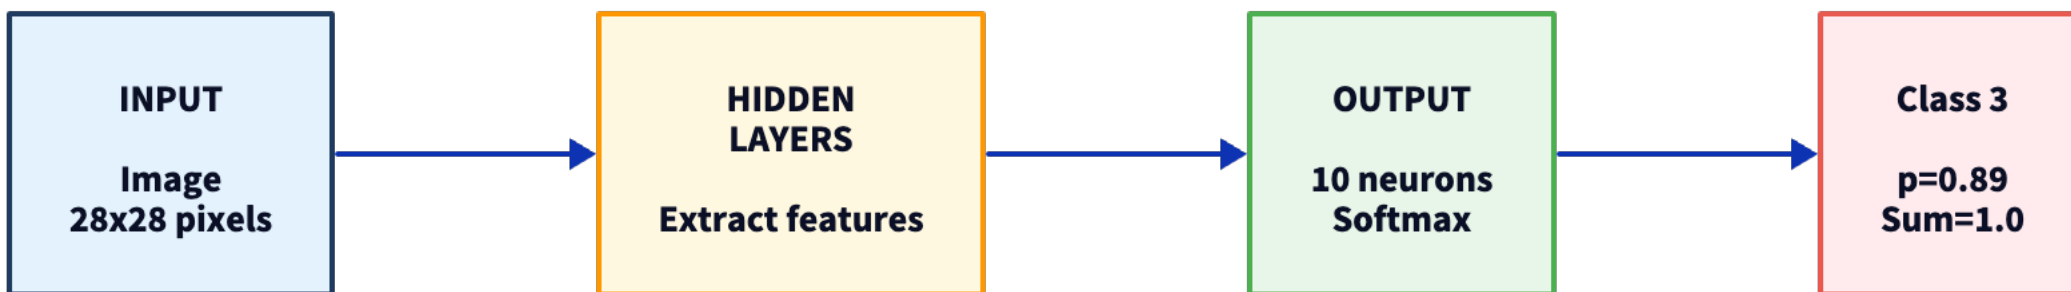 INPUT
Image
28x28 pixels
HIDDEN
LAYERS
Extract features
OUTPUT
10 neurons
Softmax
Class 3
p=0.89
Sum=1.0